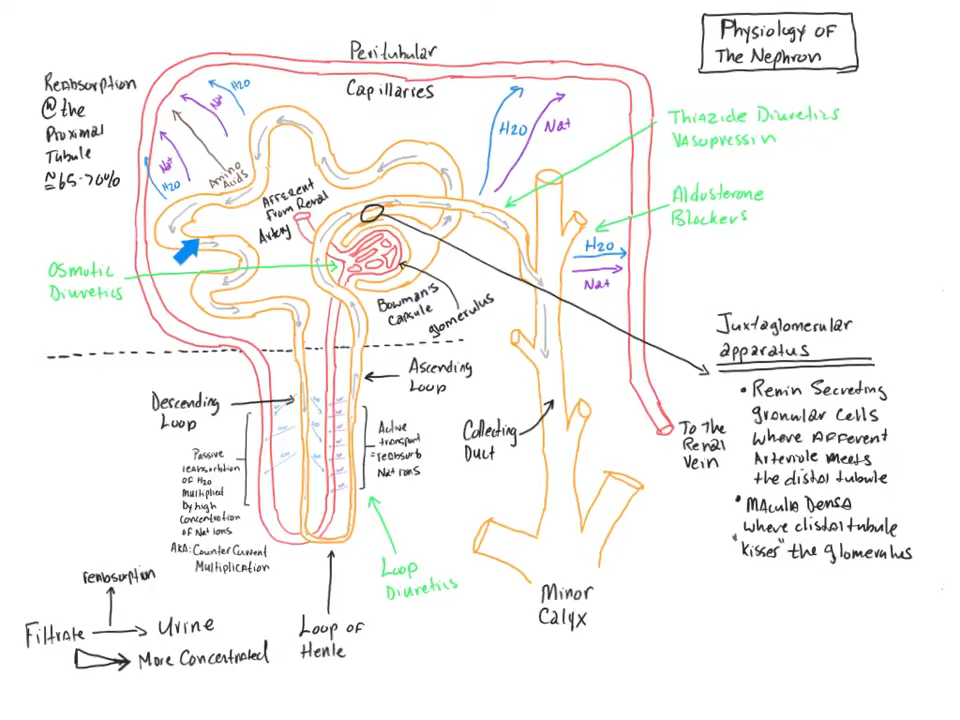 Physiology of
The Nephron
Peritubular
Capillaries
Reabsorption
@ the
Proximal
Tubule
≈65->70%
H2O
Na+
Amino
Acids
Na+
H2O
H2O
Na+
Thiazide Diuretics
Vasopressin
Afferent
from Renal
Artery
Aldosterone
Blockers
H2O
Na+
Osmotic
Diuretics
Bowman's
Capsule
glomerulus
Juxtaglomerular
apparatus
• Renin Secreting
granular cells
where Afferent
Arteriole meets
the distal tubule
• Macula Densa
where distal tubule
"kisses" the glomerulus
Ascending
Loop
Descending
Loop
Collecting
Duct
To The
Renal
Vein
Passive
reabsorbtion
of H2O
Multiplied
by high
concentration
of Na+ ions
AKA: Counter Current
Multiplication
Active
transport
= reabsorb
Na+ ions
Loop
Diuretics
Loop of
Henle
Minor
Calyx
reabsorption
Filtrate → Urine
More Concentrated